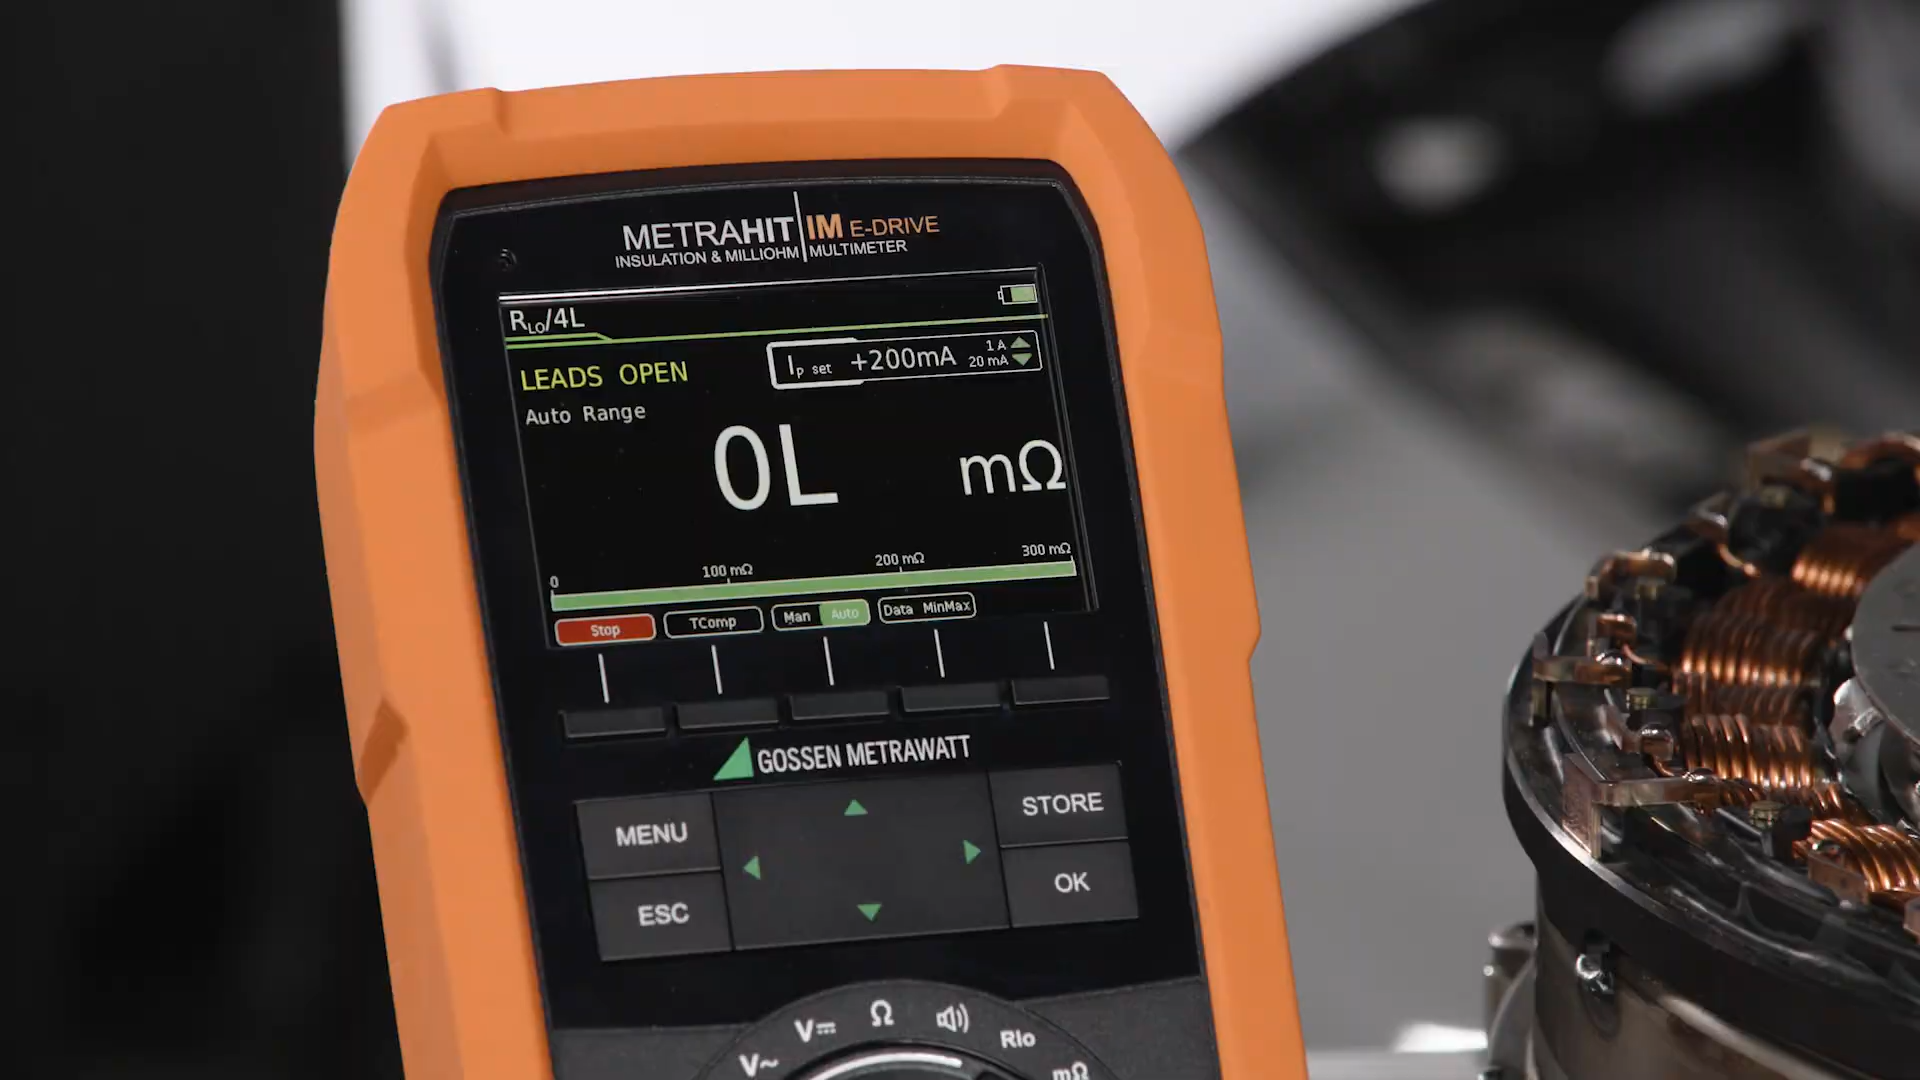 METRAHIT IM E-DRIVE
INSULATION & MILLIOHM MULTIMETER
RLO/4L
LEADS OPEN
Ip set +200mA
1 A
20 mA
Auto Range
0L mΩ
0 100 mΩ 200 mΩ 300 mΩ
Stop TComp Man Auto Data MinMax
GOSSEN METRAWATT
MENU STORE
ESC OK
V~ V⎓ Ω Rlo mΩ